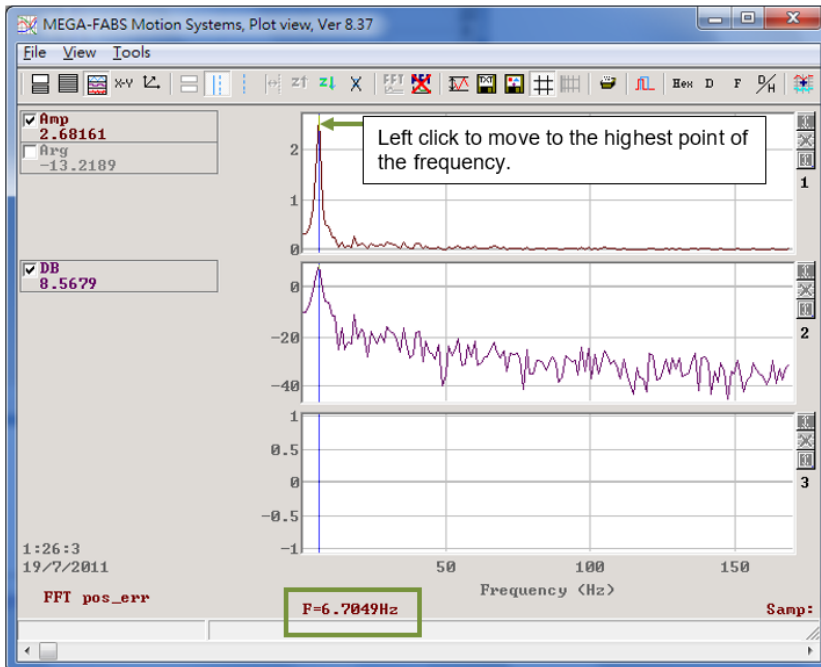 MEGA-FABS Motion Systems, Plot view, Ver 8.37
File View Tools
X-Y FFT TXT Hex D F D/H
Amp
2.68161
Arg
-13.2189
2
1
0
Left click to move to the highest point of
the frequency.
1
DB
8.5679
0
-20
-40
2
1
0.5
0
-0.5
-1
3
1:26:3
19/7/2011
50 100 150
Frequency (Hz)
FFT pos_err
F=6.7049Hz
Samp: